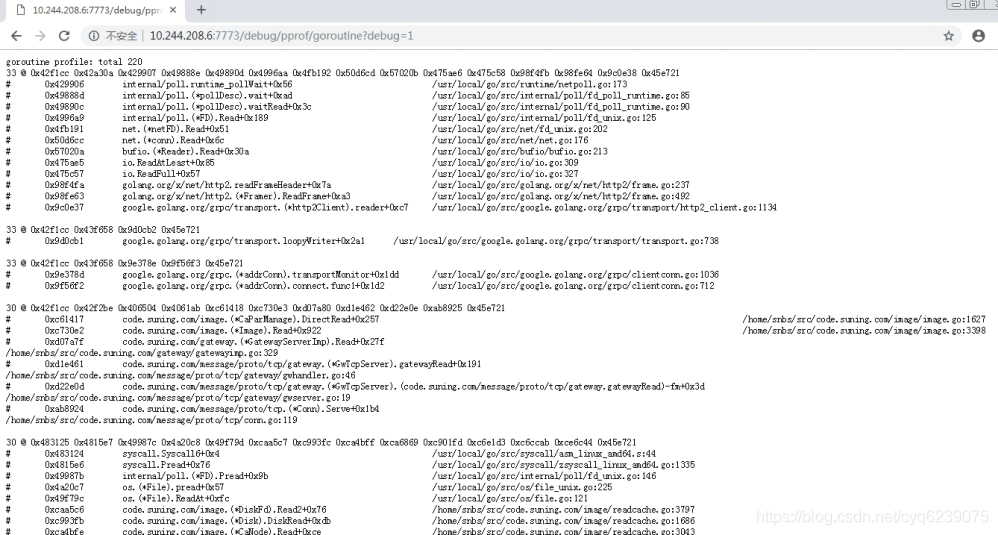 10.244.208.6:7773/debug/ppr
不安全 | 10.244.208.6:7773/debug/pprof/goroutine?debug=1
goroutine profile: total 220
33 @ 0x42f1cc 0x42a30a 0x429907 0x49888e 0x49890d 0x4996aa 0x4fb192 0x50d6cd 0x57020b 0x475ae6 0x475c58 0x98f4fb 0x98fe64 0x9c0e38 0x45e721
# 0x429906 internal/poll.runtime_pollWait+0x56 /usr/local/go/src/runtime/netpoll.go:173
# 0x49888d internal/poll.(*pollDesc).wait+0xad /usr/local/go/src/internal/poll/fd_poll_runtime.go:85
# 0x49890c internal/poll.(*pollDesc).waitRead+0x3c /usr/local/go/src/internal/poll/fd_poll_runtime.go:90
# 0x4996a9 internal/poll.(*FD).Read+0x189 /usr/local/go/src/internal/poll/fd_unix.go:125
# 0x4fb191 net.(*netFD).Read+0x51 /usr/local/go/src/net/fd_unix.go:202
# 0x50d6cc net.(*conn).Read+0x6c /usr/local/go/src/net/net.go:176
# 0x57020a bufio.(*Reader).Read+0x30a /usr/local/go/src/bufio/bufio.go:213
# 0x475ae5 io.ReadAtLeast+0x85 /usr/local/go/src/io/io.go:309
# 0x475c57 io.ReadFull+0x57 /usr/local/go/src/io/io.go:327
# 0x98f4fa golang.org/x/net/http2.readFrameHeader+0x7a /usr/local/go/src/golang.org/x/net/http2/frame.go:237
# 0x98fe63 golang.org/x/net/http2.(*Framer).ReadFrame+0xa3 /usr/local/go/src/golang.org/x/net/http2/frame.go:492
# 0x9c0e37 google.golang.org/grpc/transport.(*http2Client).reader+0xc7 /usr/local/go/src/google.golang.org/grpc/transport/http2_client.go:1134
33 @ 0x42f1cc 0x43f658 0x9d0cb2 0x45e721
# 0x9d0cb1 google.golang.org/grpc/transport.loopyWriter+0x2a1 /usr/local/go/src/google.golang.org/grpc/transport/transport.go:738
33 @ 0x42f1cc 0x43f658 0x9e378e 0x9f56f3 0x45e721
# 0x9e378d google.golang.org/grpc.(*addrConn).transportMonitor+0x1dd /usr/local/go/src/google.golang.org/grpc/clientconn.go:1036
# 0x9f56f2 google.golang.org/grpc.(*addrConn).connect.func1+0x1d2 /usr/local/go/src/google.golang.org/grpc/clientconn.go:712
30 @ 0x42f1cc 0x42f2be 0x406504 0x4061ab 0xc61418 0xc730e3 0xd07a80 0xd1e462 0xd22e0e 0xab8925 0x45e721
# 0xc61417 code.suning.com/image.(*CaParManage).DirectRead+0x257 /home/snbs/src/code.suning.com/image/image.go:1627
# 0xc730e2 code.suning.com/image.(*Image).Read+0x922 /home/snbs/src/code.suning.com/image/image.go:3398
# 0xd07a7f code.suning.com/gateway.(*GatewayServerImp).Read+0x27f
/home/snbs/src/code.suning.com/gateway/gatewayimp.go:329
# 0xd1e461 code.suning.com/message/proto/tcp/gateway.(*GwTcpServer).gatewayRead+0x191
/home/snbs/src/code.suning.com/message/proto/tcp/gateway/gwhandler.go:46
# 0xd22e0d code.suning.com/message/proto/tcp/gateway.(*GwTcpServer).(code.suning.com/message/proto/tcp/gateway.gatewayRead)-fm+0x3d
/home/snbs/src/code.suning.com/message/proto/tcp/gateway/gwserver.go:19
# 0xab8924 code.suning.com/message/proto/tcp.(*Conn).Serve+0x1b4
/home/snbs/src/code.suning.com/message/proto/tcp/conn.go:119
30 @ 0x483125 0x4815e7 0x49987c 0x4a20c8 0x49f79d 0xcaa5c7 0xc993fc 0xca4bff 0xca6869 0xc901fd 0xc6e1d3 0xc6ccab 0xce6c44 0x45e721
# 0x483124 syscall.Syscall6+0x4 /usr/local/go/src/syscall/asm_linux_amd64.s:44
# 0x4815e6 syscall.Pread+0x76 /usr/local/go/src/syscall/zsyscall_linux_amd64.go:1335
# 0x49987b internal/poll.(*FD).Pread+0x9b /usr/local/go/src/internal/poll/fd_unix.go:146
# 0x4a20c7 os.(*File).pread+0x57 /usr/local/go/src/os/file_unix.go:225
# 0x49f79c os.(*File).ReadAt+0xfc /usr/local/go/src/os/file.go:121
# 0xcaa5c6 code.suning.com/image.(*DiskFd).Read2+0x76 /home/snbs/src/code.suning.com/image/readcache.go:3797
# 0xc993fb code.suning.com/image.(*Disk).DiskRead+0xdb /home/snbs/src/code.suning.com/image/readcache.go:1686
# 0xca4bfe code.suning.com/image.(*CaNode).Read+0xce /home/snbs/src/code.suning.com/image/readcache.go:3043
https://blog.csdn.net/cyq6239075